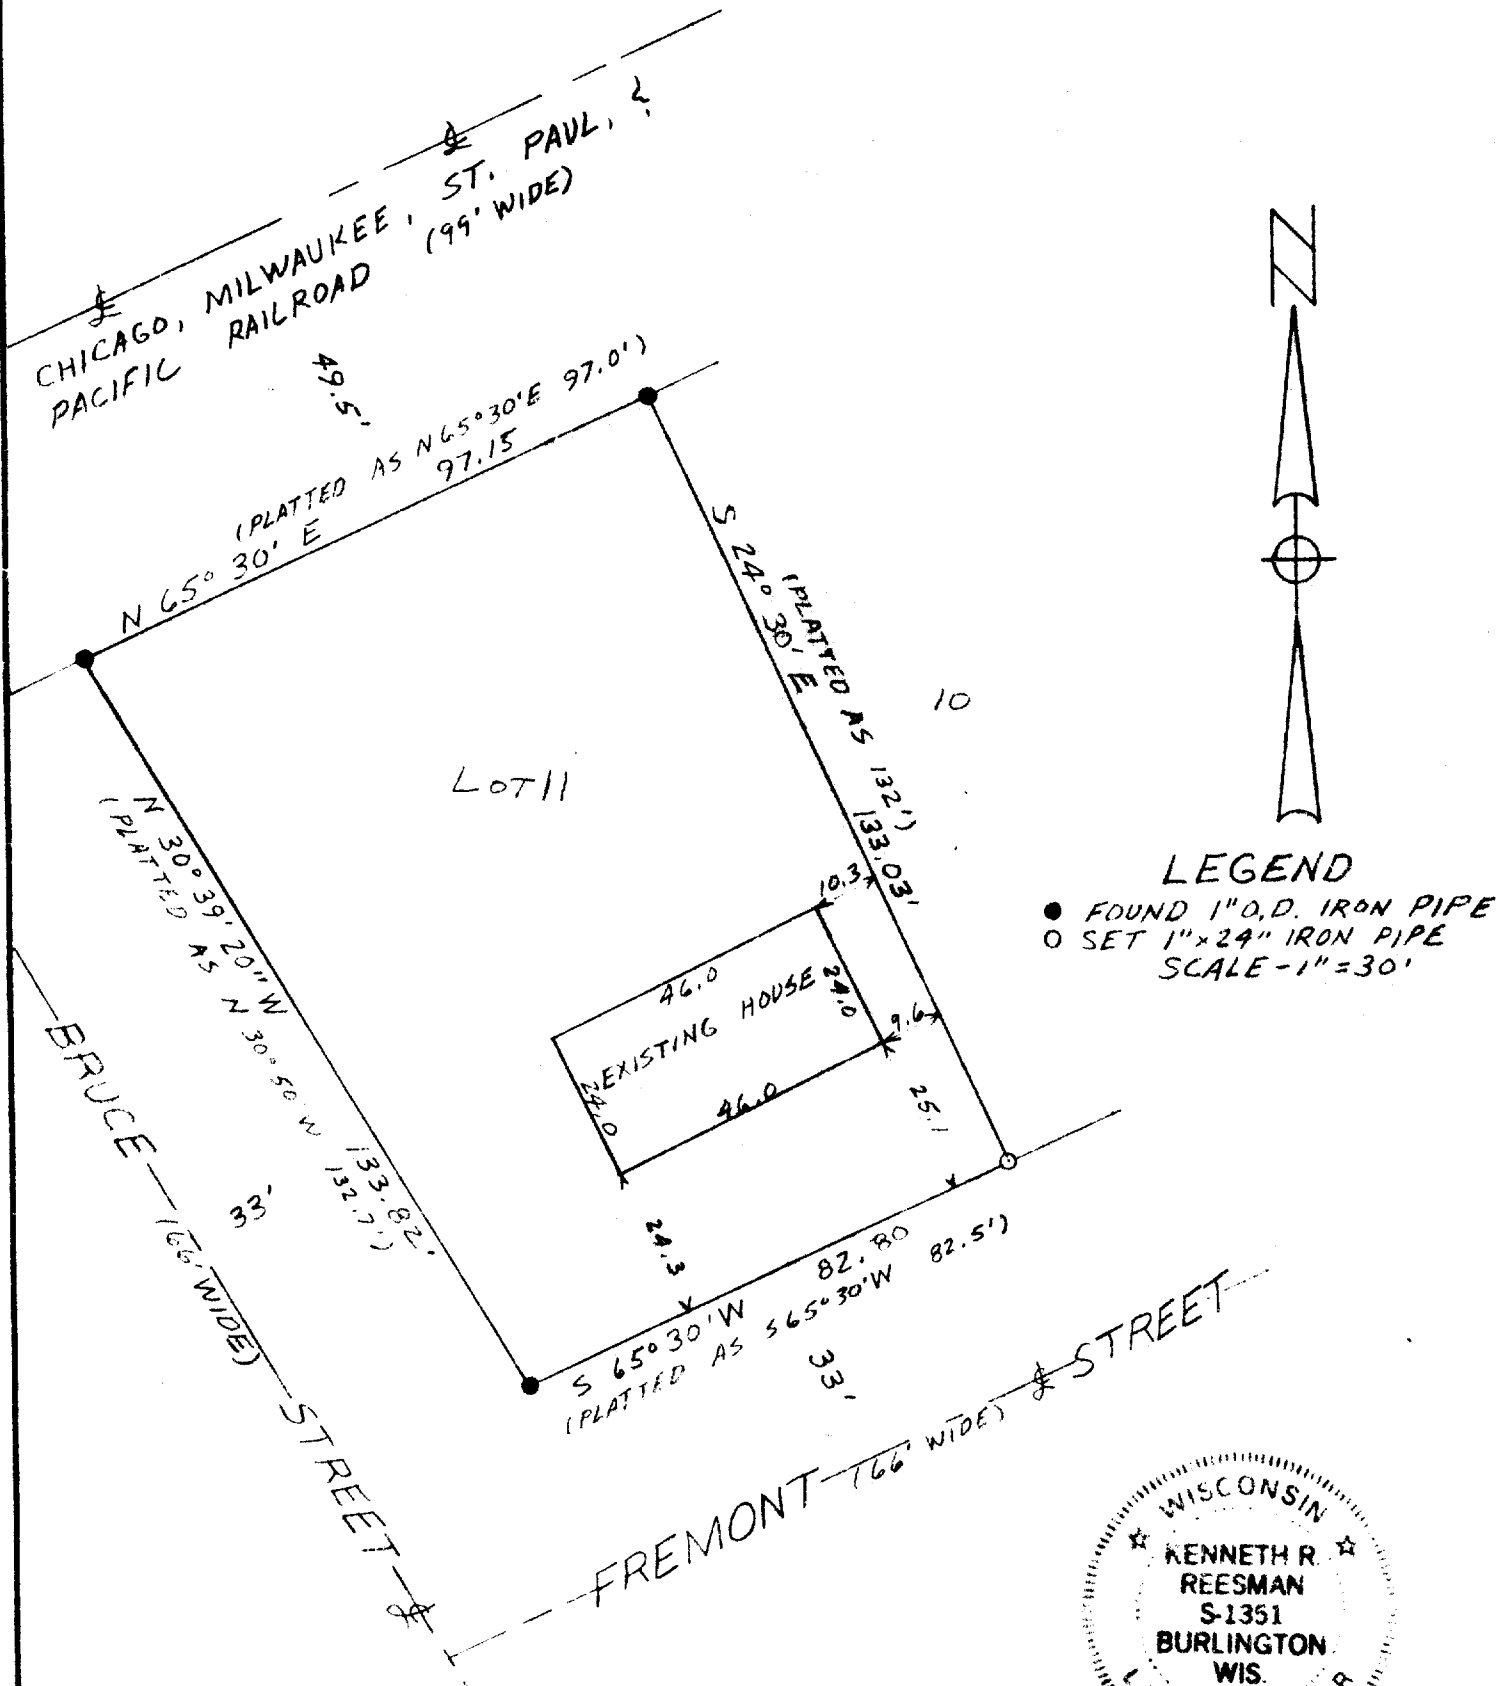 CHICAGO, MILWAUKEE, ST. PAUL, &
PACIFIC RAILROAD (99' WIDE)
49.5'
(PLATTED AS N65°30'E 97.0')
N 65° 30' E 97.15
S 24° 30' E 133.03'
(PLATTED AS 132')
10
LOT 11
N
N 30° 39' 20" W 133.82'
(PLATTED AS N 30° 50' W 132.7')
10.3
46.0
24.0
EXISTING HOUSE
9.6
24.0
46.0
25.1
24.3
LEGEND
● FOUND 1" O.D. IRON PIPE
○ SET 1"x24" IRON PIPE
SCALE - 1" = 30'
BRUCE (66' WIDE) STREET
33'
S 65° 30' W 82.80
(PLATTED AS S65°30'W 82.5')
33'
FREMONT (66' WIDE) STREET
WISCONSIN
KENNETH R.
REESMAN
S-1351
BURLINGTON
WIS.